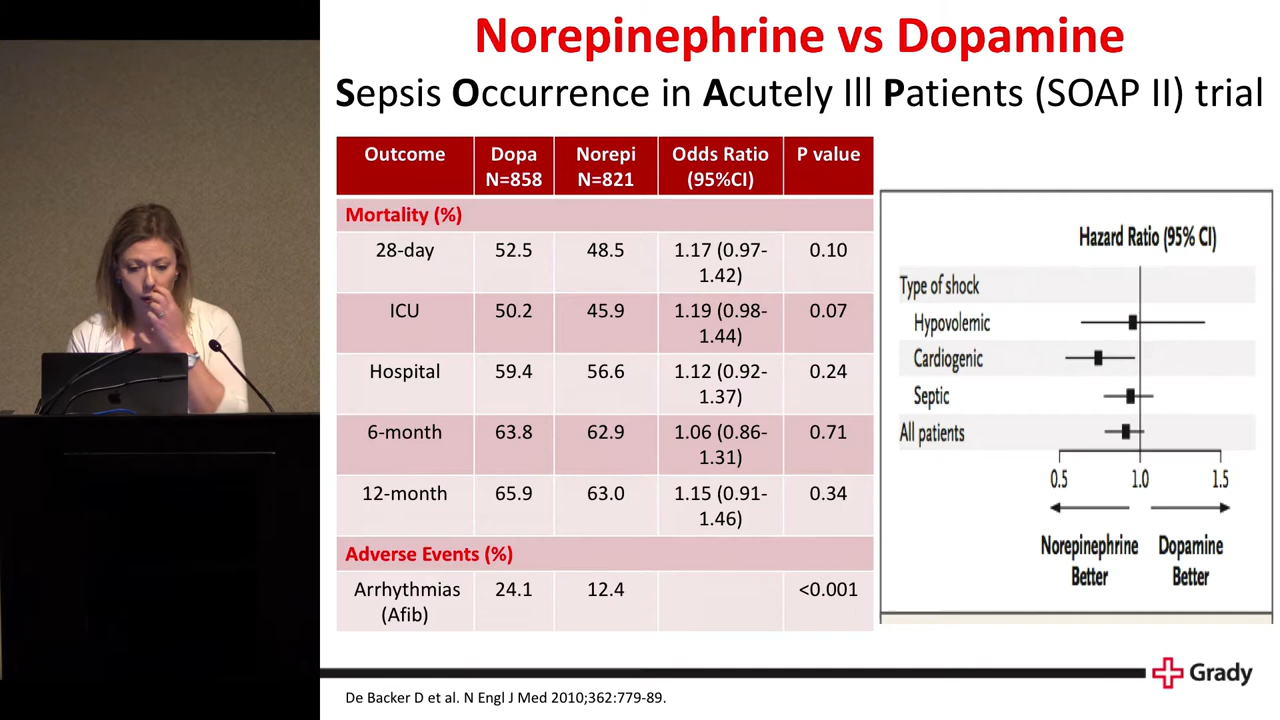 Norepinephrine vs Dopamine
Sepsis Occurrence in Acutely Ill Patients (SOAP II) trial
Outcome Dopa N=858 Norepi N=821 Odds Ratio (95%CI) P value
Mortality (%)
28-day 52.5 48.5 1.17 (0.97-1.42) 0.10
ICU 50.2 45.9 1.19 (0.98-1.44) 0.07
Hospital 59.4 56.6 1.12 (0.92-1.37) 0.24
6-month 63.8 62.9 1.06 (0.86-1.31) 0.71
12-month 65.9 63.0 1.15 (0.91-1.46) 0.34
Adverse Events (%)
Arrhythmias (Afib) 24.1 12.4 <0.001
Hazard Ratio (95% CI)
Type of shock
Hypovolemic
Cardiogenic
Septic
All patients
0.5 1.0 1.5
Norepinephrine Better
Dopamine Better
Grady
De Backer D et al. N Engl J Med 2010;362:779-89.